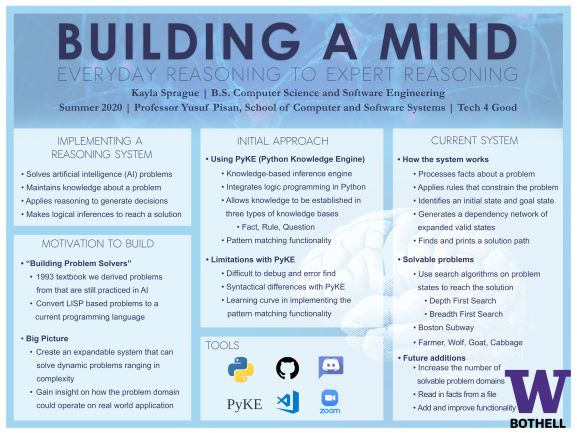 BUILDING A MIND
EVERYDAY REASONING TO EXPERT REASONING
Kayla Sprague | B.S. Computer Science and Software Engineering
Summer 2020 | Professor Yusuf Pisan, School of Computer and Software Systems | Tech 4 Good
IMPLEMENTING A
REASONING SYSTEM
• Solves artificial intelligence (AI) problems
• Maintains knowledge about a problem
• Applies reasoning to generate decisions
• Makes logical inferences to reach a solution
MOTIVATION TO BUILD
• “Building Problem Solvers”
• 1993 textbook we derived problems
from that are still practiced in AI
• Convert LISP based problems to a
current programming language
• Big Picture
• Create an expandable system that can
solve dynamic problems ranging in
complexity
• Gain insight on how the problem domain
could operate on real world application
INITIAL APPROACH
• Using PyKE (Python Knowledge Engine)
• Knowledge-based inference engine
• Integrates logic programming in Python
• Allows knowledge to be established in
three types of knowledge bases
• Fact, Rule, Question
• Pattern matching functionality
• Limitations with PyKE
• Difficult to debug and error find
• Syntactical differences with PyKE
• Learning curve in implementing the
pattern matching functionality
TOOLS
PyKE
zoom
CURRENT SYSTEM
• How the system works
• Processes facts about a problem
• Applies rules that constrain the problem
• Identifies an initial state and goal state
• Generates a dependency network of
expanded valid states
• Finds and prints a solution path
• Solvable problems
• Use search algorithms on problem
states to reach the solution
• Depth First Search
• Breadth First Search
• Boston Subway
• Farmer, Wolf, Goat, Cabbage
• Future additions
• Increase the number of
solvable problem domains
• Read in facts from a file
• Add and improve functionality
W
BOTHELL